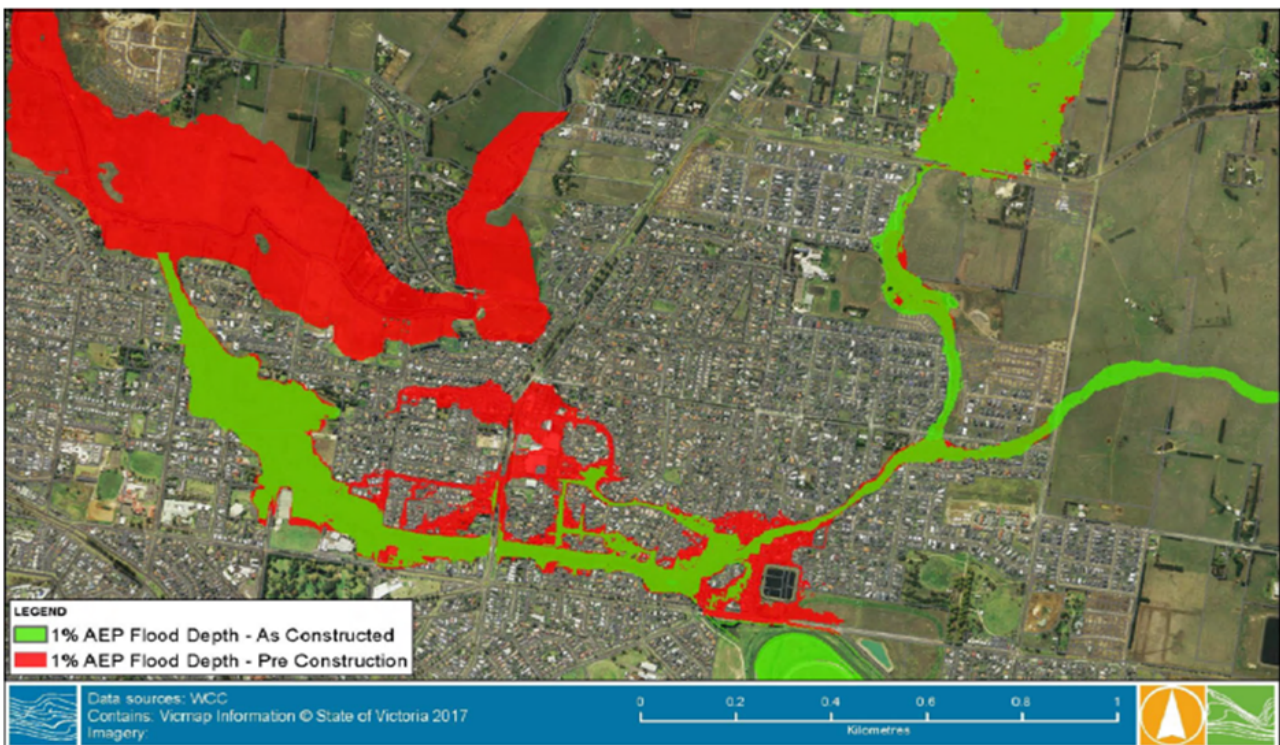 LEGEND
1% AEP Flood Depth - As Constructed
1% AEP Flood Depth - Pre Construction
Data sources: WCC
Contains: Vicmap Information © State of Victoria 2017
Imagery:
0 0.2 0.4 0.6 0.8 1
Kilometres